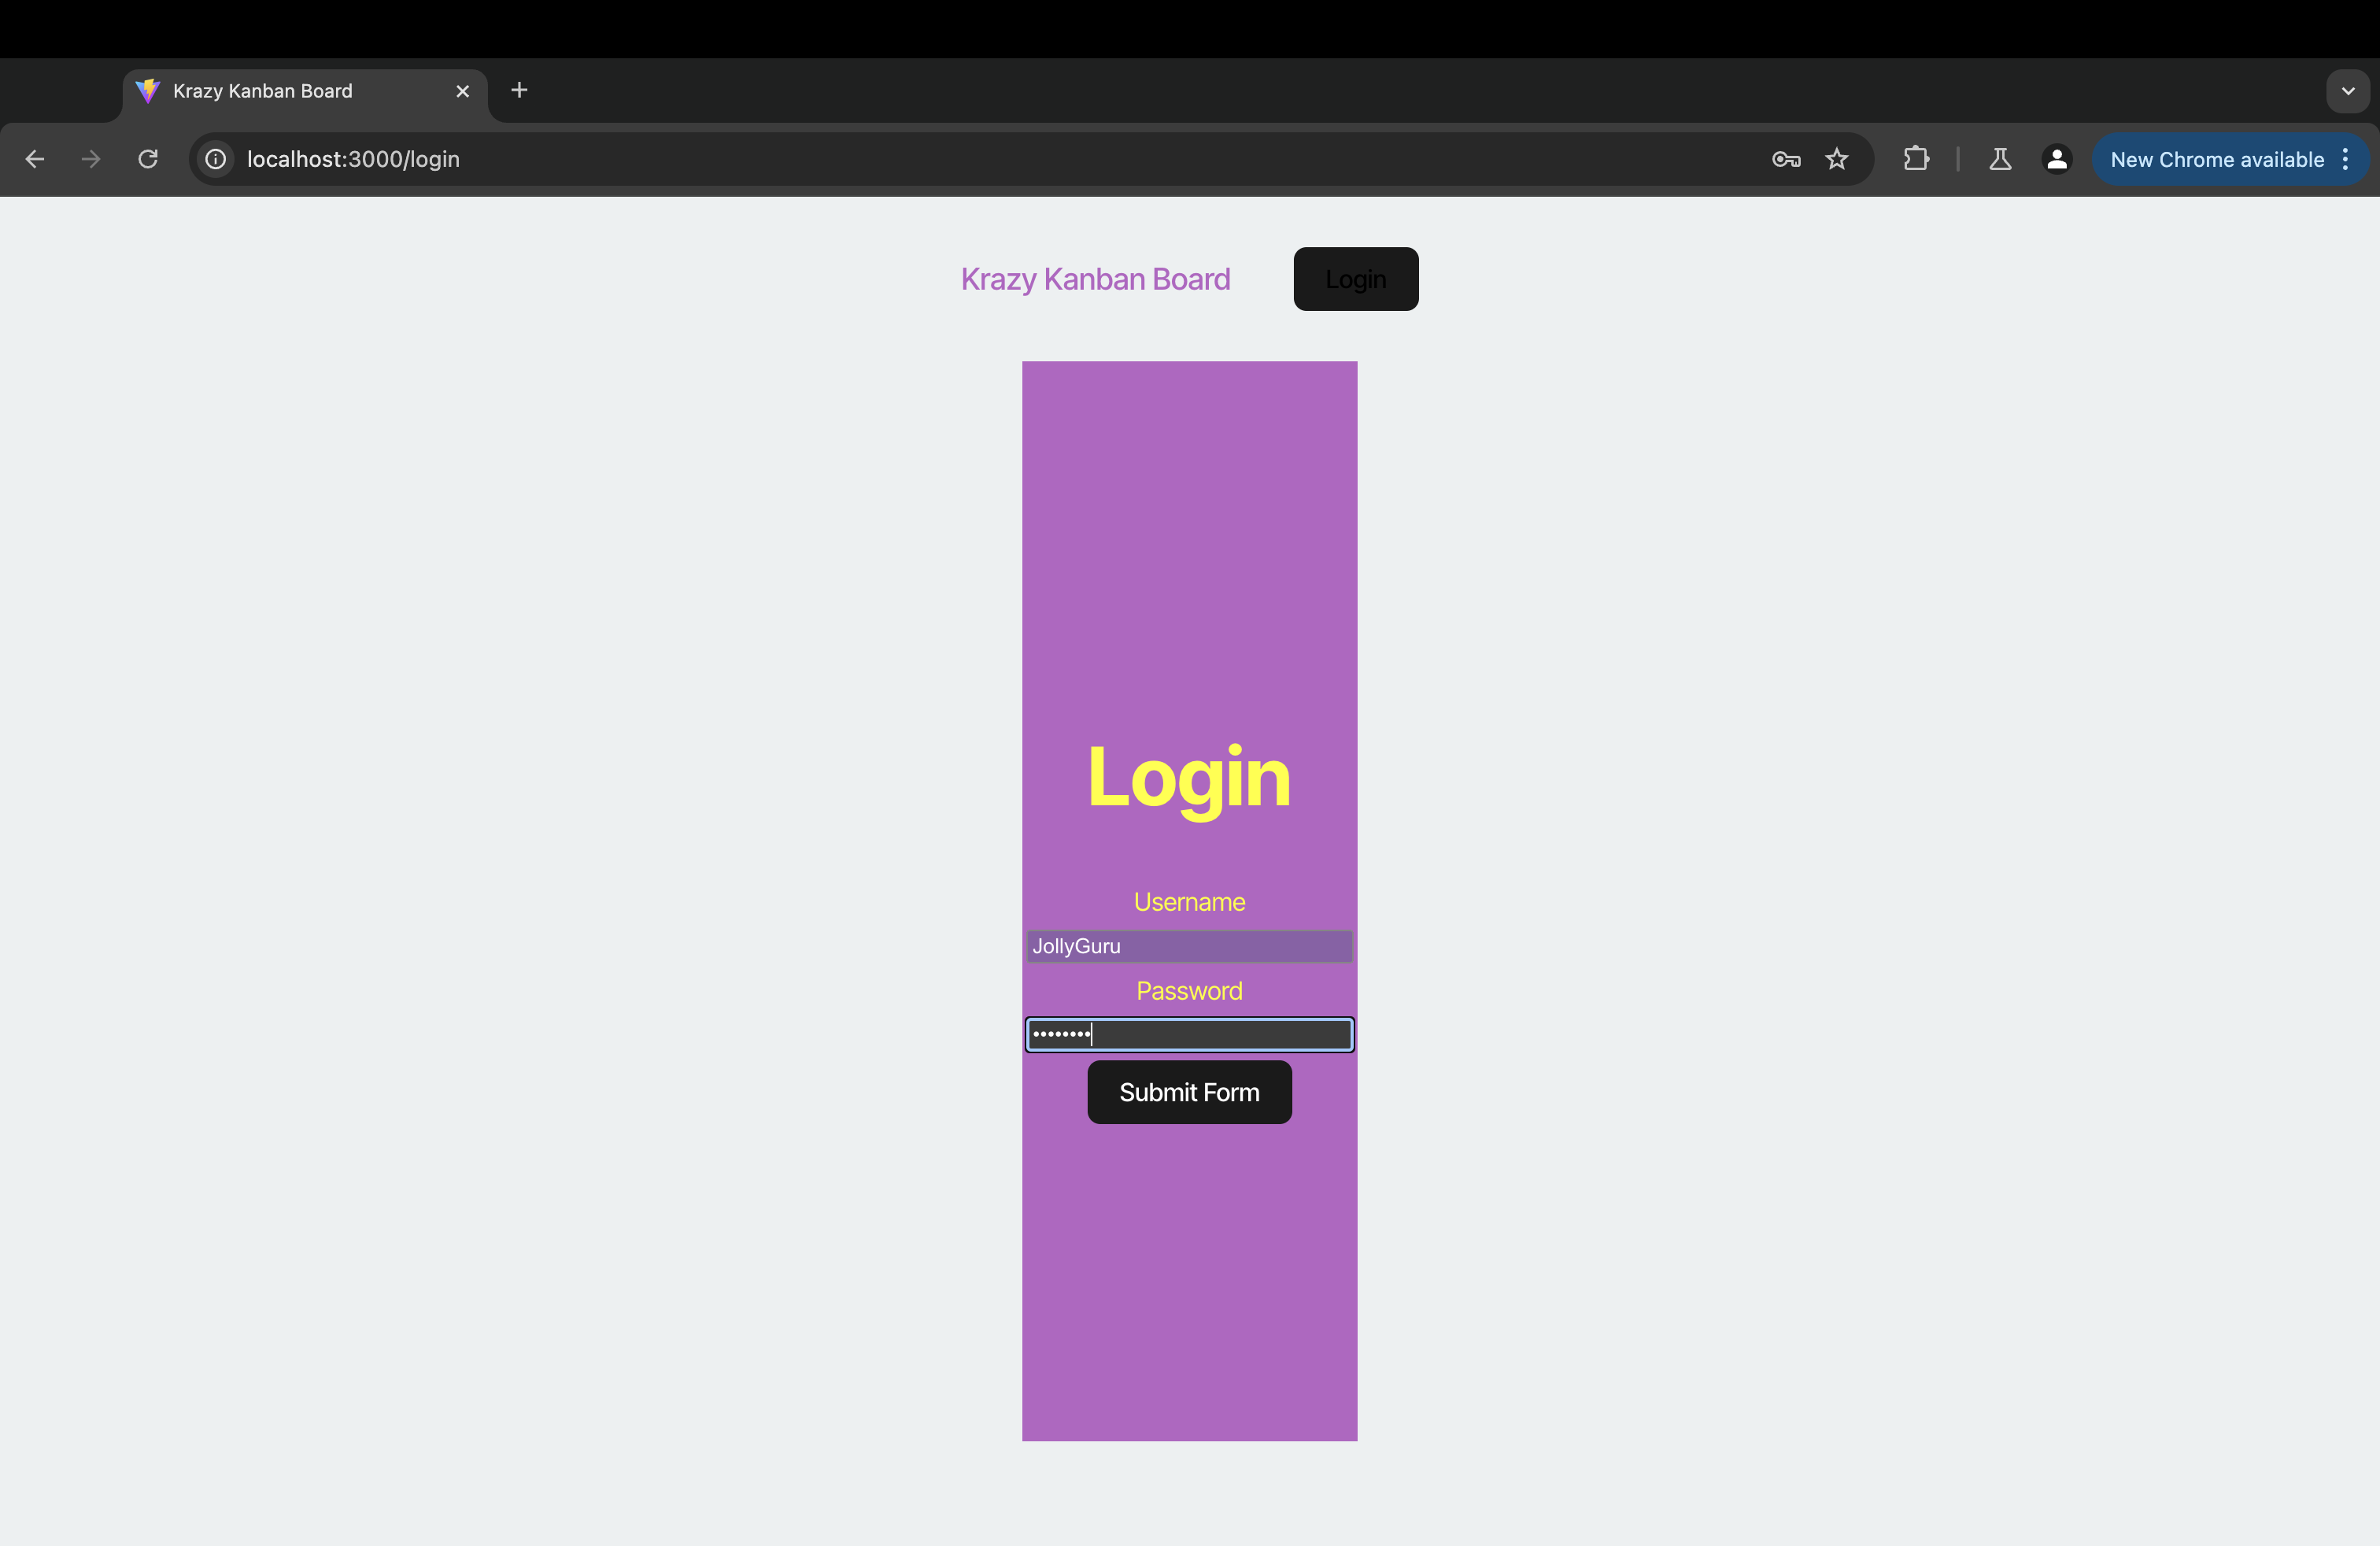 Krazy Kanban Board
localhost:3000/login
New Chrome available
Krazy Kanban Board Login
Login
Username
JollyGuru
Password
••••••••
Submit Form